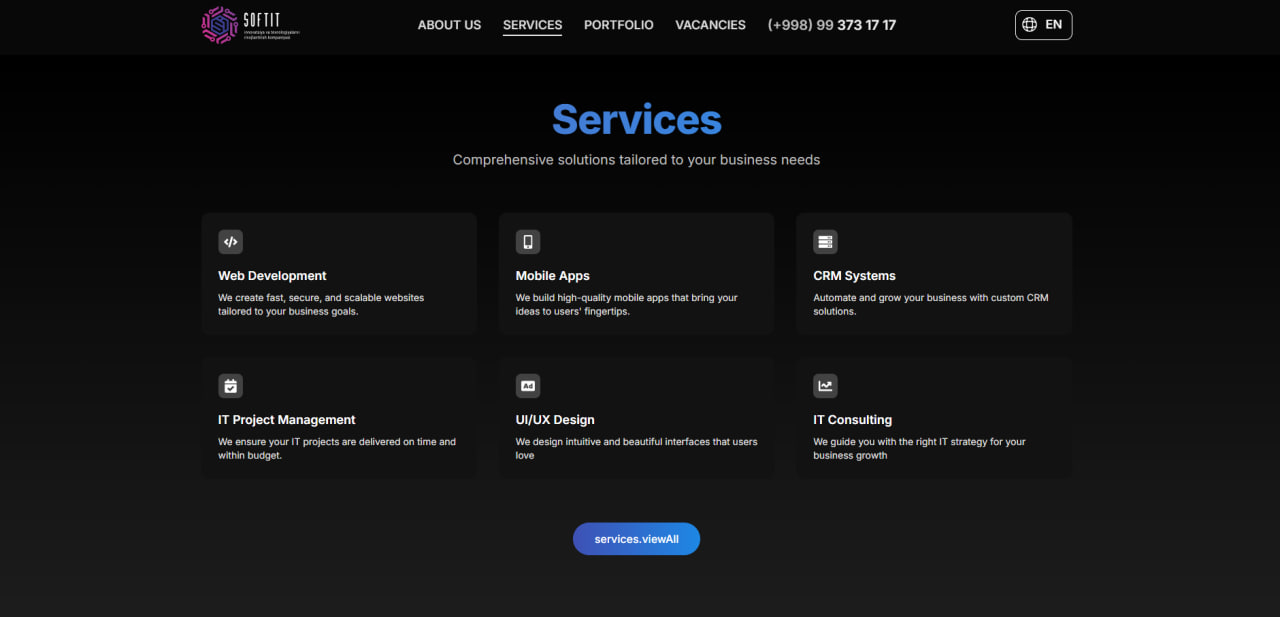 SOFTIT
innovatsiya va texnologiyalarni
rivojlantirish kompaniyasi
ABOUT US
SERVICES
PORTFOLIO
VACANCIES
(+998) 99 373 17 17
EN
Services
Comprehensive solutions tailored to your business needs
Web Development
We create fast, secure, and scalable websites
tailored to your business goals.
Mobile Apps
We build high-quality mobile apps that bring your
ideas to users' fingertips.
CRM Systems
Automate and grow your business with custom CRM
solutions.
IT Project Management
We ensure your IT projects are delivered on time and
within budget.
Ad
UI/UX Design
We design intuitive and beautiful interfaces that users
love
IT Consulting
We guide you with the right IT strategy for your
business growth
services.viewAll